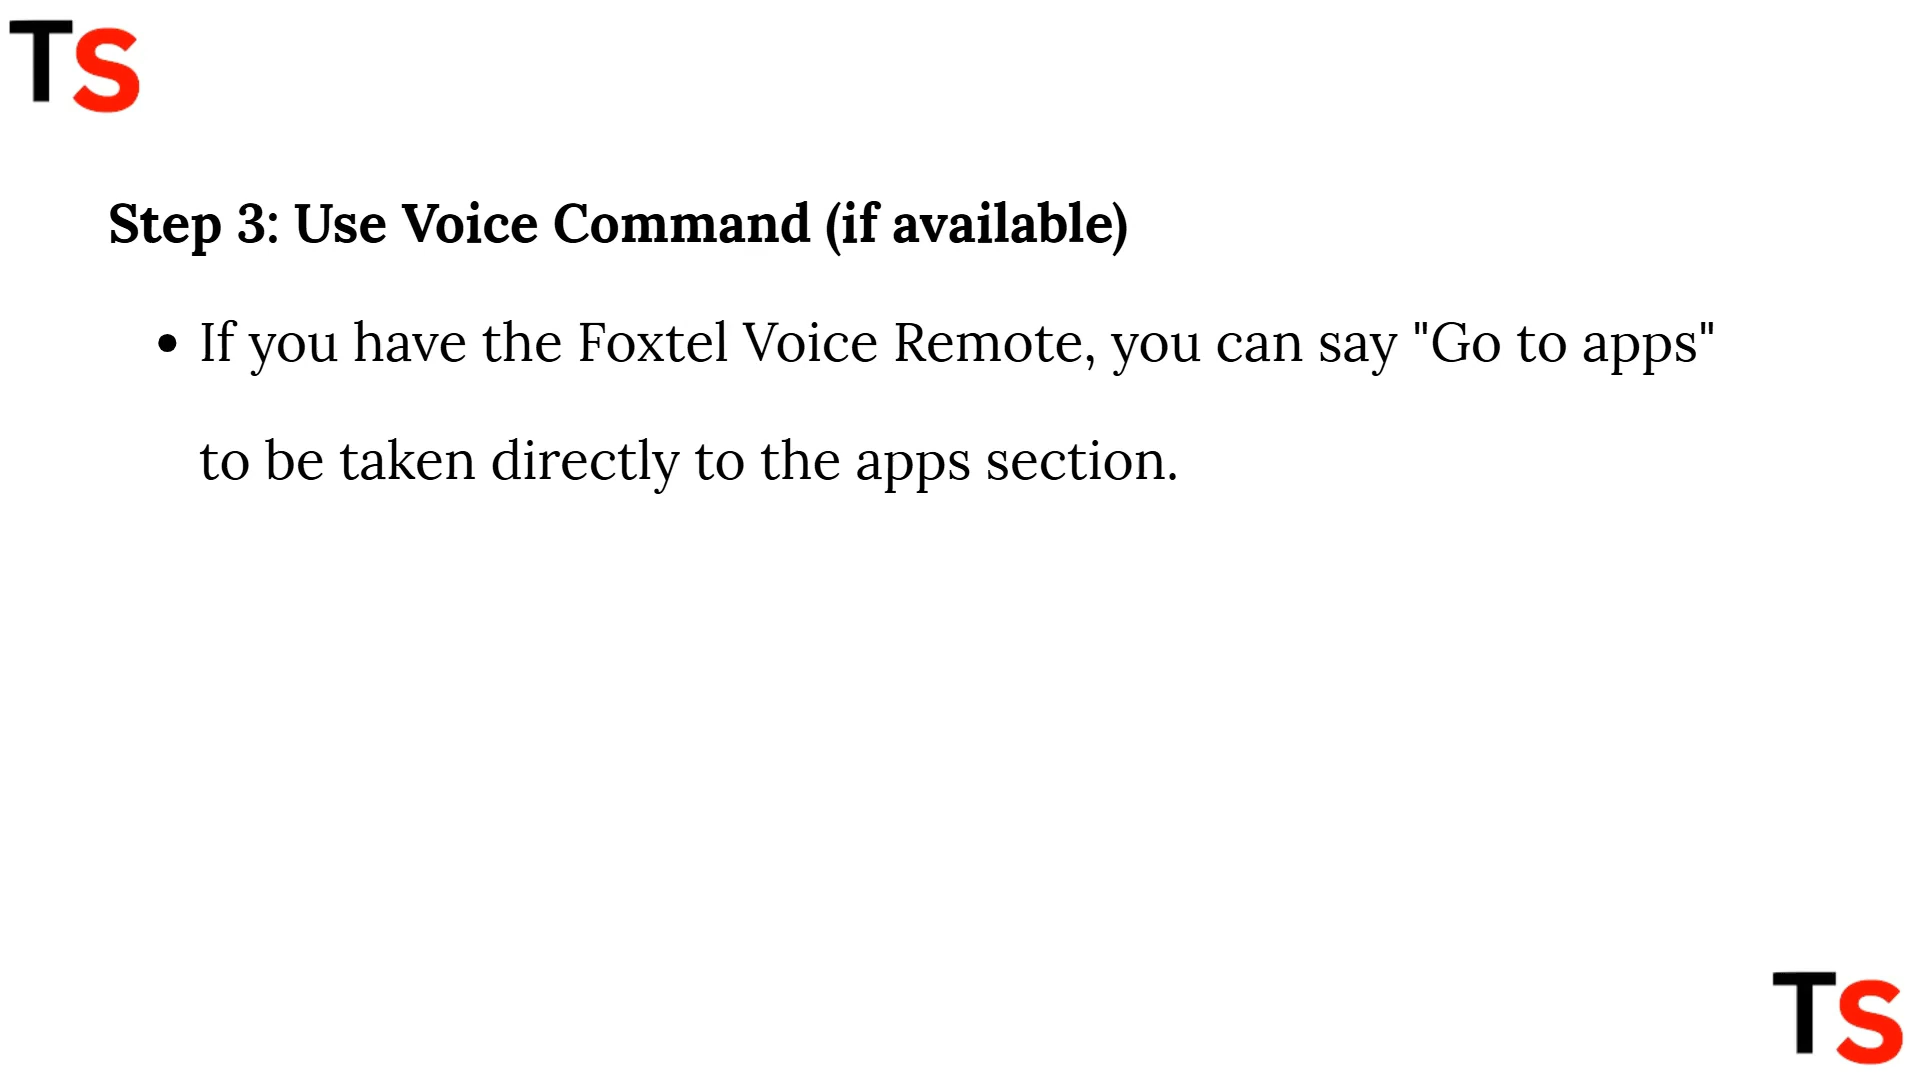 TS
Step 3: Use Voice Command (if available)
• If you have the Foxtel Voice Remote, you can say "Go to apps"
to be taken directly to the apps section.
TS